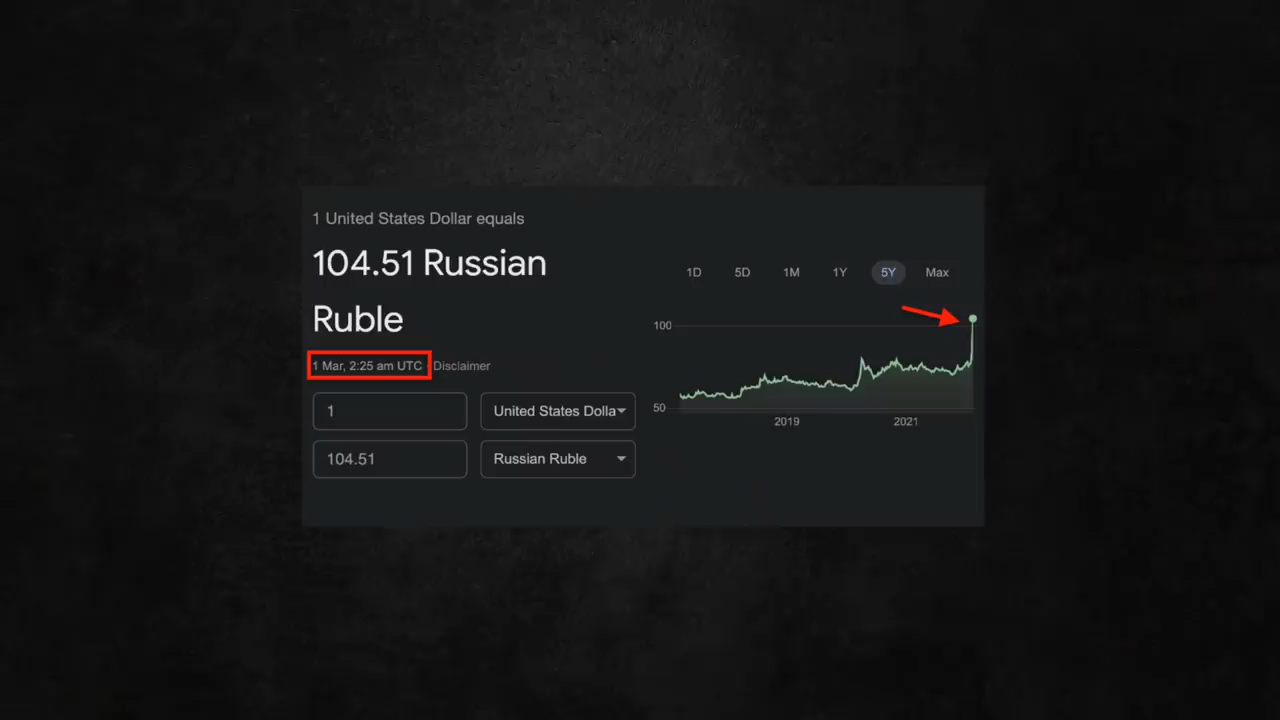 1 United States Dollar equals
104.51 Russian
Ruble
1 Mar, 2:25 am UTC · Disclaimer
1 United States Dolla
104.51 Russian Ruble
1D 5D 1M 1Y 5Y Max
100
50
2019 2021